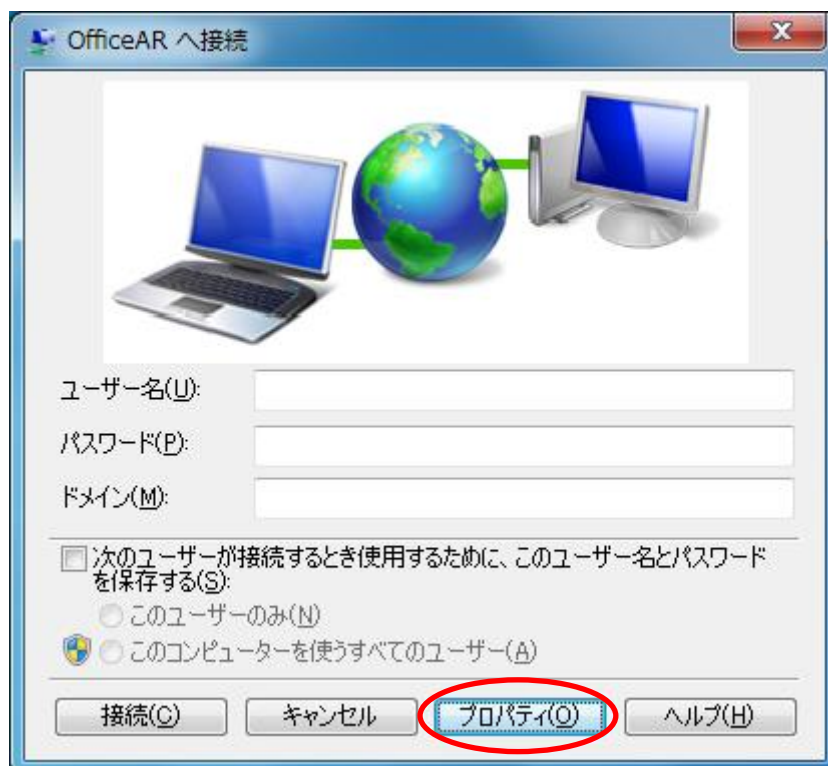 OfficeAR へ接続
ユーザー名(U):
パスワード(P):
ドメイン(M):
次のユーザーが接続するとき使用するために、このユーザー名とパスワード
を保存する(S):
このユーザーのみ(N)
このコンピューターを使うすべてのユーザー(A)
接続(C) キャンセル プロパティ(O) ヘルプ(H)